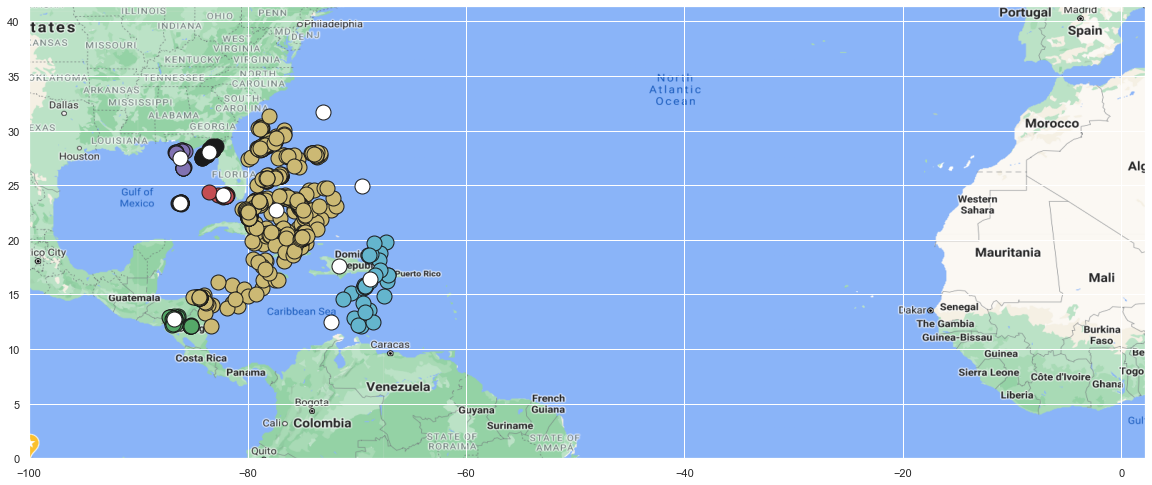 ILLINOIS
OHIO
PENN
Philadelphia
Portugal
Madrid
Spain
tates
INDIANA
MD
DE
NJ
KANSAS
MISSOURI
WEST
VIRGINIA
KENTUCKY
VIRGINIA
OKLAHOMA
TENNESSEE
NORTH
CAROLINA
ARKANSAS
MISSISSIPPI
SOUTH
CAROLINA
Dallas
ALABAMA
GEORGIA
EXAS
LOUISIANA
Houston
FLORIDA
North
Atlantic
Ocean
Morocco
Alg
Gulf of
Mexico
Western
Sahara
Mauritania
Mali
ico City
Puerto Rico
Guatemala
Caribbean Sea
Dakar
Senegal
The Gambia
Guinea-Bissau
Burkina
Faso
Be
Costa Rica
Panama
Caracas
Guinea
Sierra Leone
Côte d'Ivoire
Togo
Ghana
Liberia
Venezuela
Bogota
Guyana
French
Guiana
Suriname
Cali
Colombia
STATE OF
RORAIMA
STATE OF
AMAPA
Gulf
Quito
40
35
30
25
20
15
10
5
0
−100
−80
−60
−40
−20
0